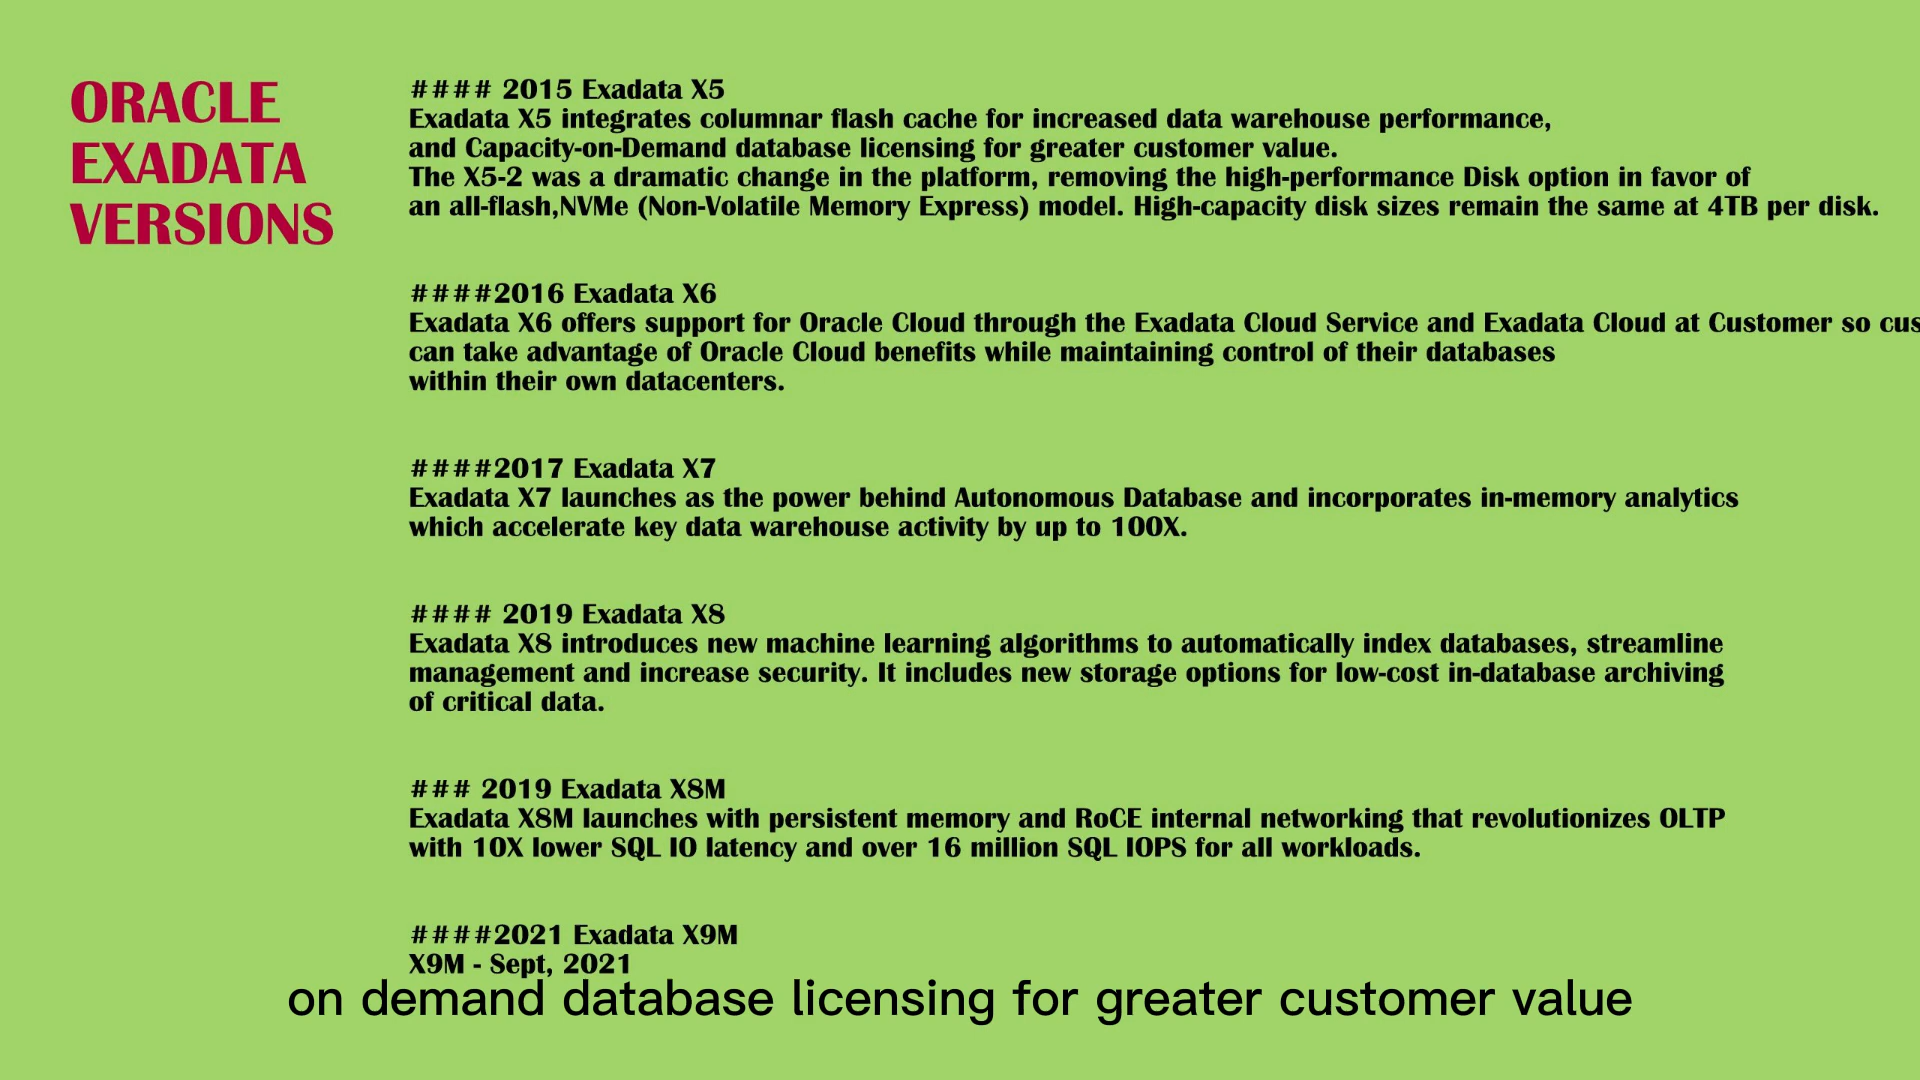 ORACLE
EXADATA
VERSIONS
#### 2015 Exadata X5
Exadata X5 integrates columnar flash cache for increased data warehouse performance,
and Capacity-on-Demand database licensing for greater customer value.
The X5-2 was a dramatic change in the platform, removing the high-performance Disk option in favor of
an all-flash,NVMe (Non-Volatile Memory Express) model. High-capacity disk sizes remain the same at 4TB per disk.
####2016 Exadata X6
Exadata X6 offers support for Oracle Cloud through the Exadata Cloud Service and Exadata Cloud at Customer so
can take advantage of Oracle Cloud benefits while maintaining control of their databases
within their own datacenters.
####2017 Exadata X7
Exadata X7 launches as the power behind Autonomous Database and incorporates in-memory analytics
which accelerate key data warehouse activity by up to 100X.
#### 2019 Exadata X8
Exadata X8 introduces new machine learning algorithms to automatically index databases, streamline
management and increase security. It includes new storage options for low-cost in-database archiving
of critical data.
### 2019 Exadata X8M
Exadata X8M launches with persistent memory and RoCE internal networking that revolutionizes OLTP
with 10X lower SQL IO latency and over 16 million SQL IOPS for all workloads.
####2021 Exadata X9M
X9M - Sept, 2021
on demand database licensing for greater customer value